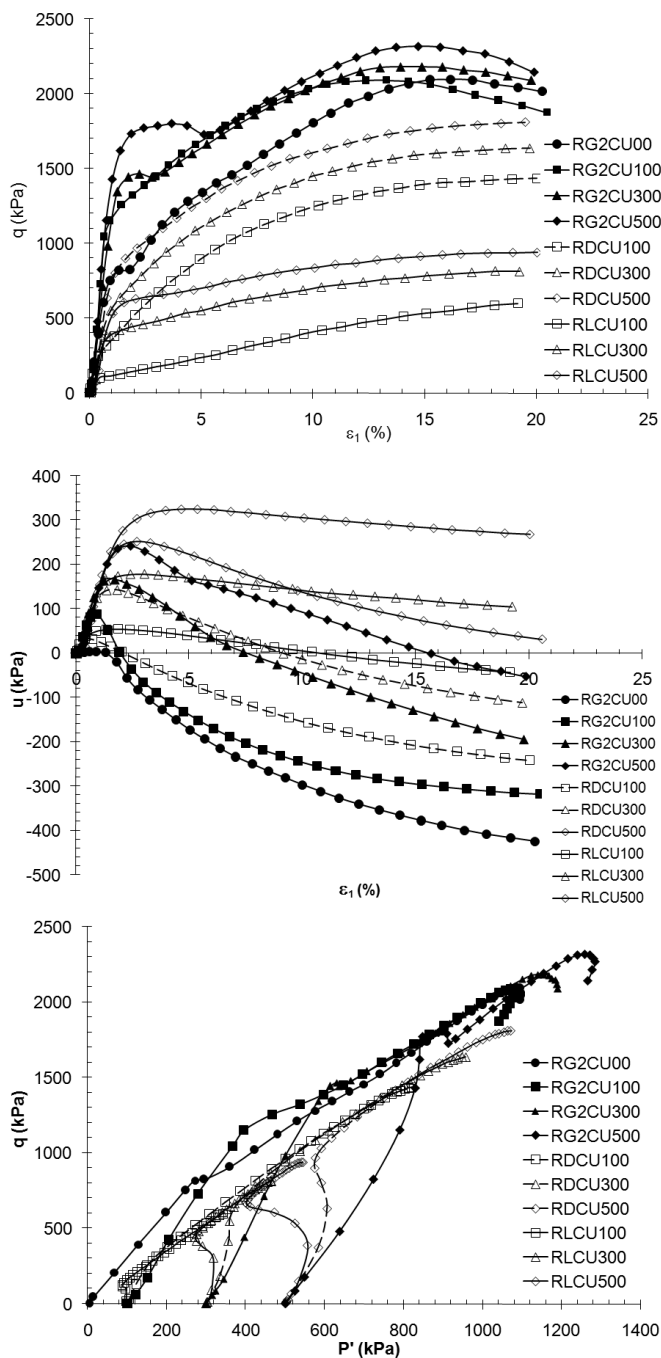 2500
2000
1500
1000
500
0
q (kPa)
0
5
10
15
20
25
ε1 (%)
RG2CU00
RG2CU100
RG2CU300
RG2CU500
RDCU100
RDCU300
RDCU500
RLCU100
RLCU300
RLCU500
400
300
200
100
0
-100
-200
-300
-400
-500
u (kPa)
0
5
10
15
20
25
ε1 (%)
RG2CU00
RG2CU100
RG2CU300
RG2CU500
RDCU100
RDCU300
RDCU500
RLCU100
RLCU300
RLCU500
2500
2000
1500
1000
500
0
q (kPa)
0
200
400
600
800
1000
1200
1400
P' (kPa)
RG2CU00
RG2CU100
RG2CU300
RG2CU500
RDCU100
RDCU300
RDCU500
RLCU100
RLCU300
RLCU500